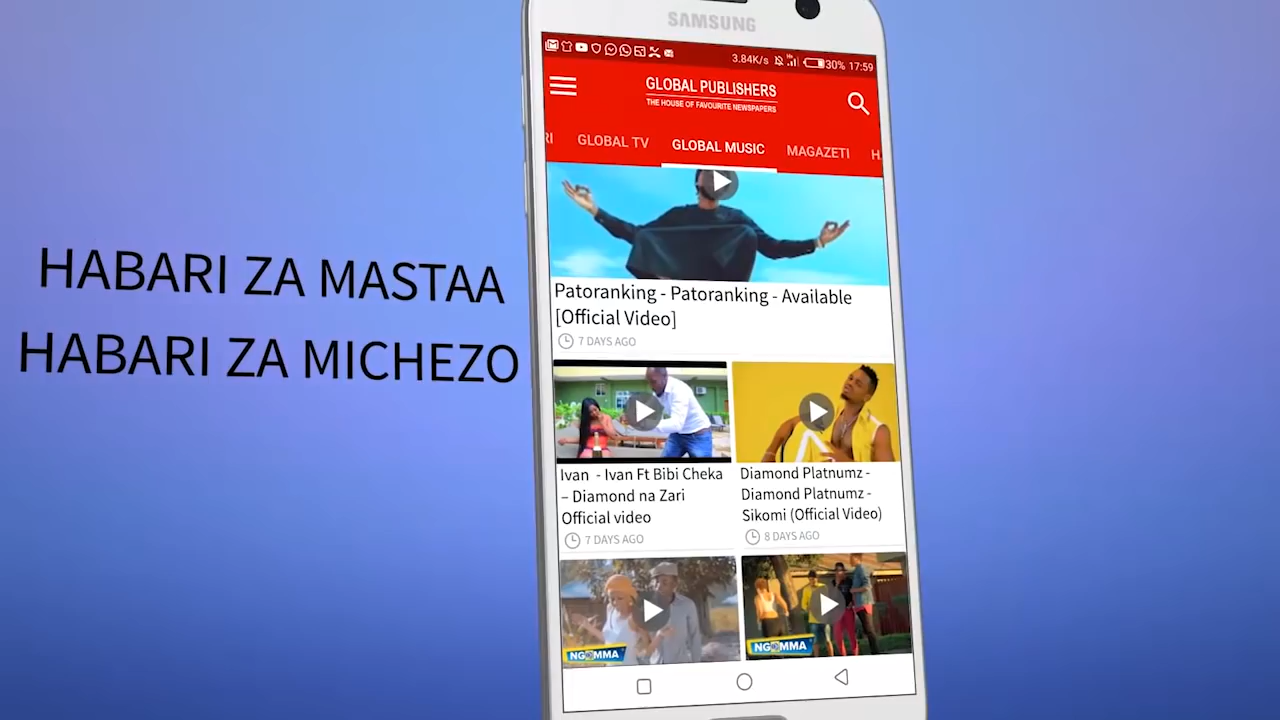 HABARI ZA MASTAA
HABARI ZA MICHEZO
SAMSUNG
3.84K/s 30% 17:59
GLOBAL PUBLISHERS
THE HOUSE OF FAVOURITE NEWSPAPERS
RI GLOBAL TV GLOBAL MUSIC MAGAZETI H
Patoranking - Patoranking - Available
[Official Video]
7 DAYS AGO
Ivan - Ivan Ft Bibi Cheka
– Diamond na Zari
Official video
7 DAYS AGO
Diamond Platnumz -
Diamond Platnumz -
Sikomi (Official Video)
8 DAYS AGO
NGOMMA
NGOMMA